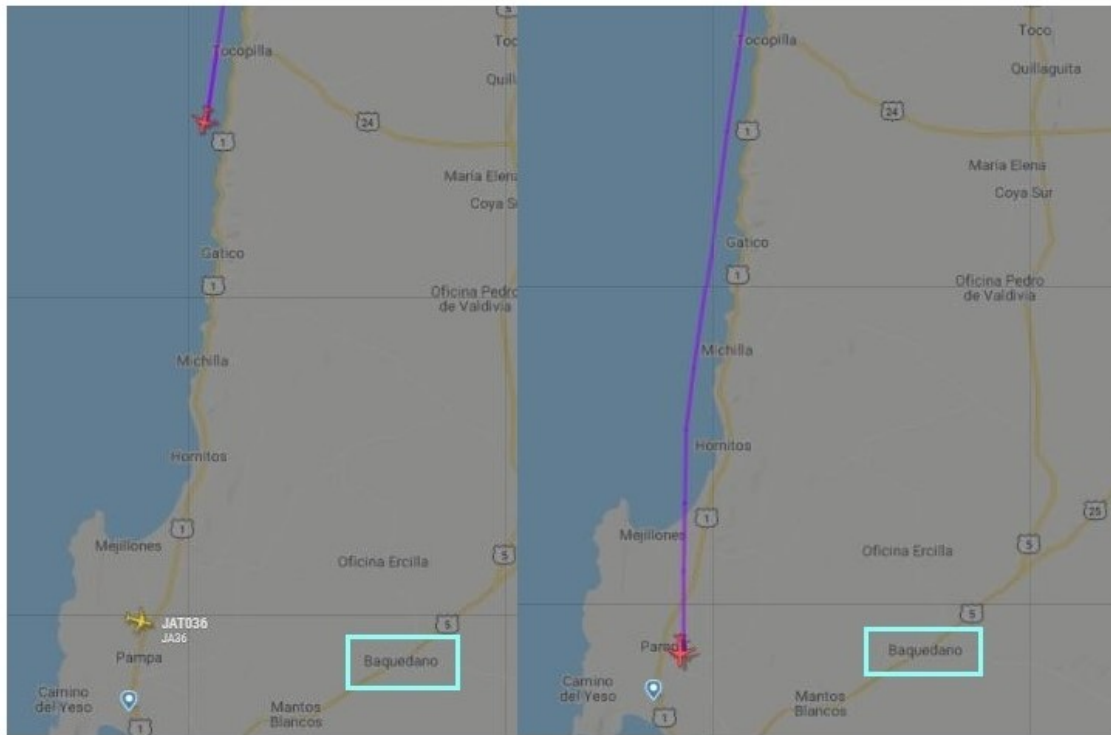 5
Tocopilla
Toc
Quill
24
1
María Elena
Coya S
Gatico
1
Oficina Pedro
de Valdivia
Michilla
Hornitos
1
Mejillones
Oficina Ercilla
5
JAT036
JA36
5
Pampa
Baquedano
Camino
del Yeso
Mantos
Blancos
1
5
Toco
Tocopilla
Quillaguita
24
1
María Elena
Coya Sur
Gatico
1
Oficina Pedro
de Valdivia
Michilla
Hornitos
25
1
Mejillones
5
Oficina Ercilla
5
Baquedano
Camino
del Yeso
Mantos
Blancos
1